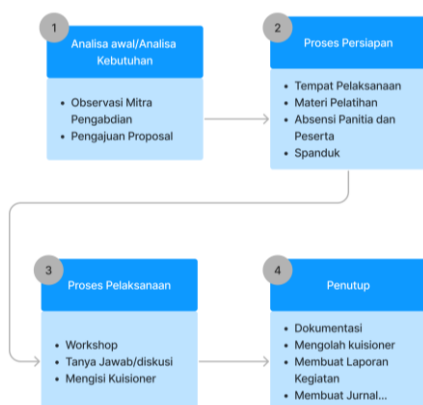 1
Analisa awal/Analisa
Kebutuhan
• Observasi Mitra
Pengabdian
• Pengajuan Proposal
2
Proses Persiapan
• Tempat Pelaksanaan
• Materi Pelatihan
• Absensi Panitia dan
Peserta
• Spanduk
3
Proses Pelaksanaan
• Workshop
• Tanya Jawab/diskusi
• Mengisi Kuisioner
4
Penutup
• Dokumentasi
• Mengolah kuisioner
• Membuat Laporan
Kegiatan
• Membuat Jurnal...